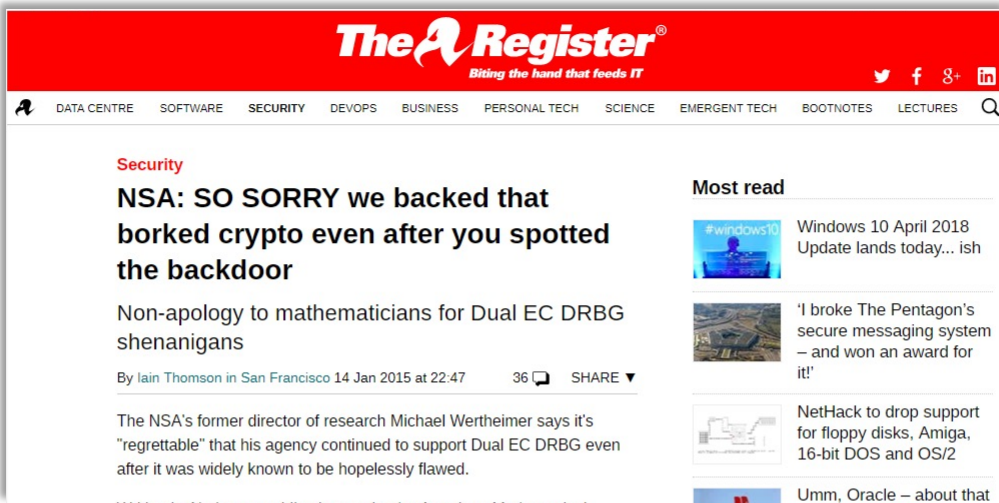 The Register®
Biting the hand that feeds IT
DATA CENTRE SOFTWARE SECURITY DEVOPS BUSINESS PERSONAL TECH SCIENCE EMERGENT TECH BOOTNOTES LECTURES
Security
NSA: SO SORRY we backed that
borked crypto even after you spotted
the backdoor
Non-apology to mathematicians for Dual EC DRBG
shenanigans
By Iain Thomson in San Francisco 14 Jan 2015 at 22:47 36 SHARE ▼
The NSA's former director of research Michael Wertheimer says it's
"regrettable" that his agency continued to support Dual EC DRBG even
after it was widely known to be hopelessly flawed.
Most read
#windows10
Windows 10 April 2018
Update lands today... ish
‘I broke The Pentagon’s
secure messaging system
– and won an award for
it!’
NetHack to drop support
for floppy disks, Amiga,
16-bit DOS and OS/2
Umm, Oracle – about that